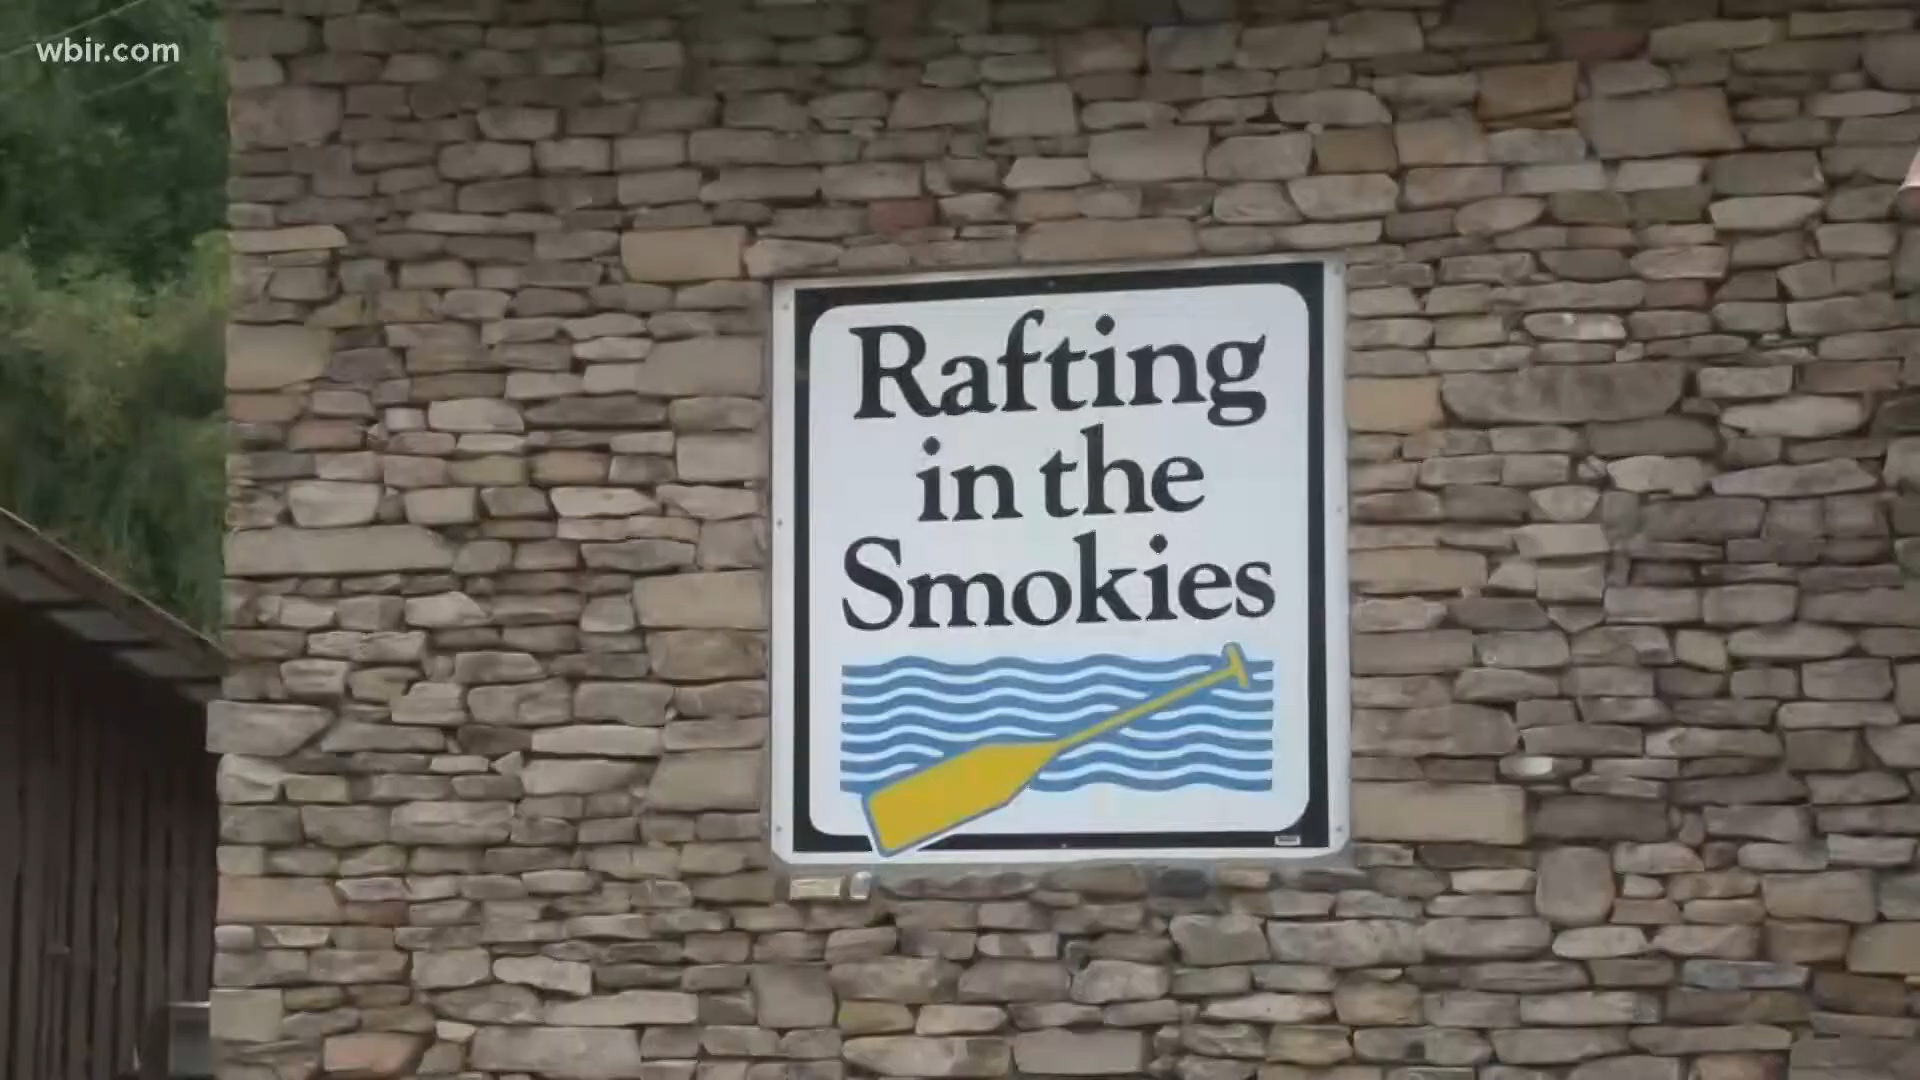 wbir.com
Rafting
in the
Smokies